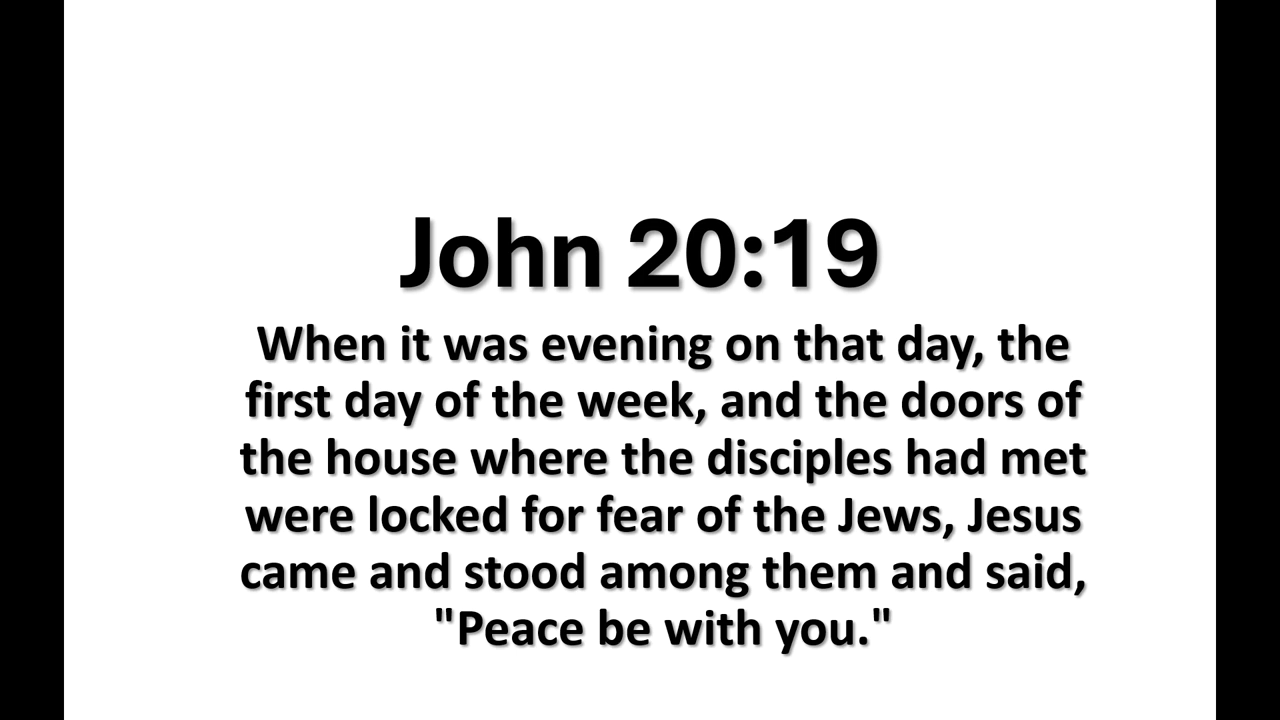 John 20:19
When it was evening on that day, the
first day of the week, and the doors of
the house where the disciples had met
were locked for fear of the Jews, Jesus
came and stood among them and said,
"Peace be with you."